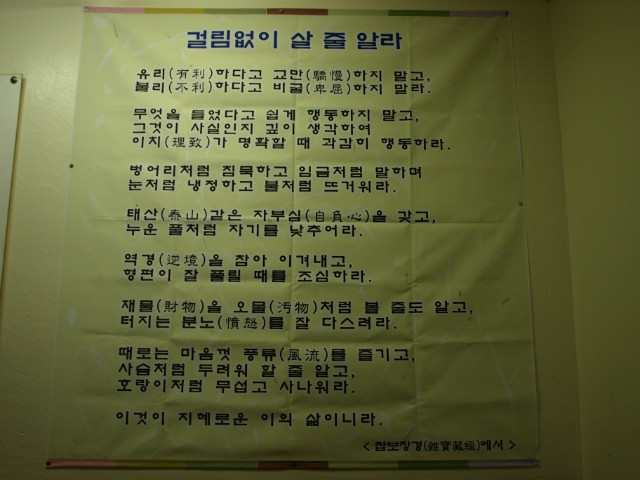 걸림없이 살 줄 알라
유리(有利)하다고 교만(驕慢)하지 말고,
불리(不利)하다고 비굴(卑屈)하지 말라.
무엇을 들었다고 쉽게 행동하지 말고,
그것이 사실인지 깊이 생각하여
이치(理致)가 명확할 때 과감히 행동하라.
벙어리처럼 침묵하고 임금처럼 말하며
눈처럼 냉정하고 불처럼 뜨거워라.
태산(泰山)같은 자부심(自負心)을 갖고,
누운 풀처럼 자기를 낮추어라.
역경(逆境)을 참아 이겨내고,
형편이 잘 풀릴 때를 조심하라.
재물(財物)을 오물(汚物)처럼 볼 줄도 알고,
터지는 분노(憤怒)를 잘 다스려라.
때로는 마음껏 풍류(風流)를 즐기고,
사슴처럼 두려워 할 줄 알고,
호랑이처럼 무섭고 사나워라.
이것이 지혜로운 이의 삶이니라.
< 잡보장경(雜寶藏經)에서 >